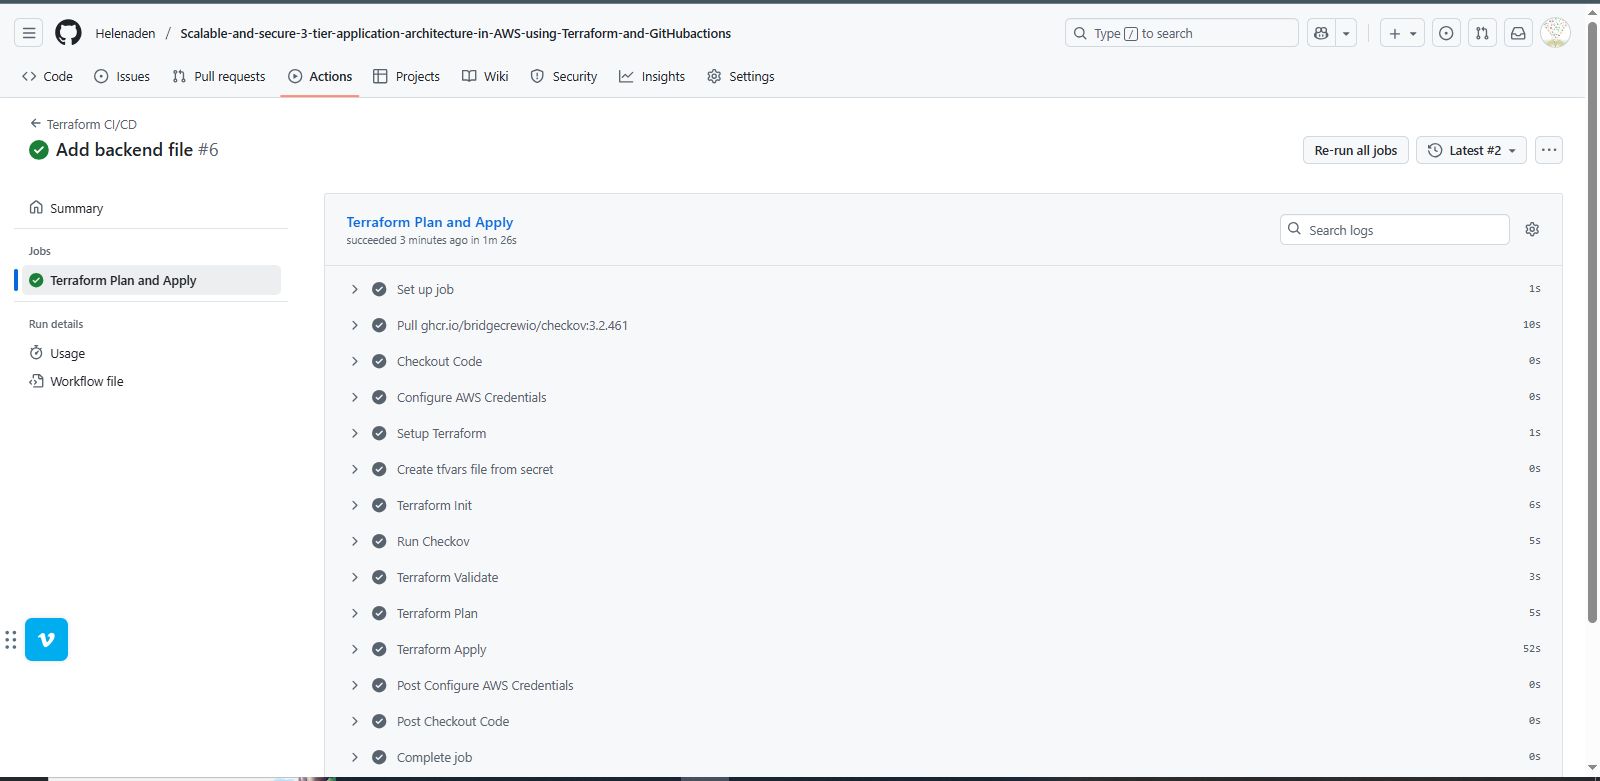 Helenaden / Scalable-and-secure-3-tier-application-architecture-in-AWS-using-Terraform-and-GitHubactions
Type / to search
Code Issues Pull requests Actions Projects Wiki Security Insights Settings
Terraform CI/CD
Add backend file #6
Re-run all jobs
Latest #2
Summary
Jobs
Terraform Plan and Apply
Run details
Usage
Workflow file
Terraform Plan and Apply
succeeded 3 minutes ago in 1m 26s
Search logs
Set up job 1s
Pull ghcr.io/bridgecrewio/checkov:3.2.461 10s
Checkout Code 0s
Configure AWS Credentials 0s
Setup Terraform 1s
Create tfvars file from secret 0s
Terraform Init 6s
Run Checkov 5s
Terraform Validate 3s
Terraform Plan 5s
Terraform Apply 52s
Post Configure AWS Credentials 0s
Post Checkout Code 0s
Complete job 0s